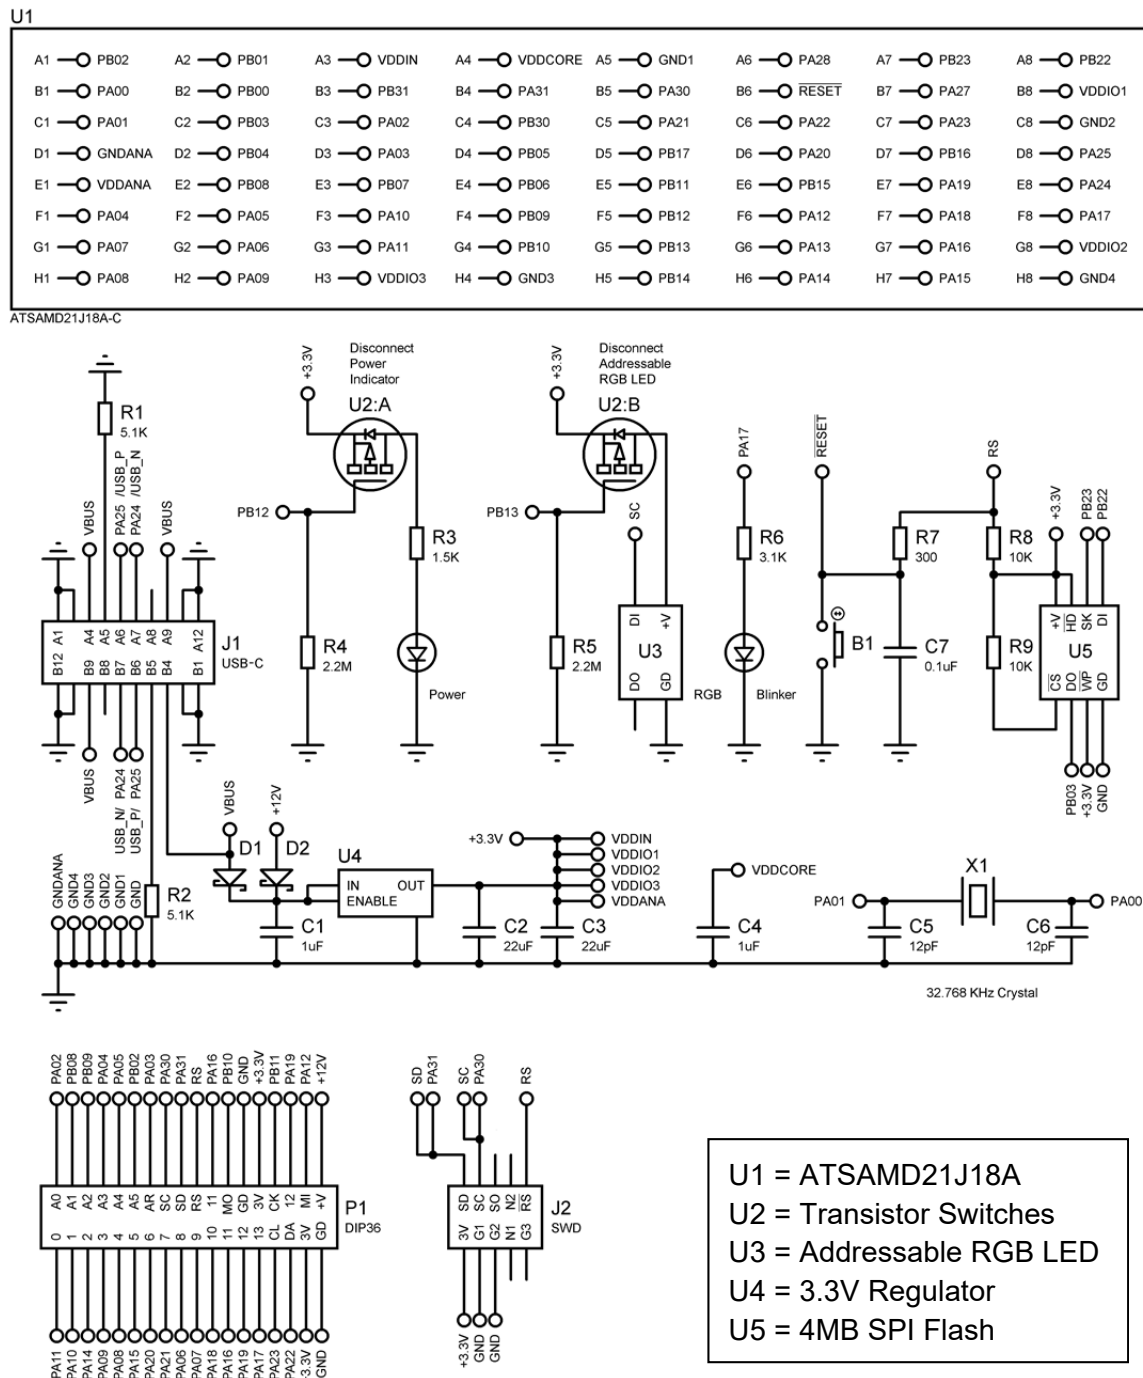 U1
A1 PB02 A2 PB01 A3 VDDIN A4 VDDCORE A5 GND1 A6 PA28 A7 PB23 A8 PB22
B1 PA00 B2 PB00 B3 PB31 B4 PA31 B5 PA30 B6 RESET B7 PA27 B8 VDDIO1
C1 PA01 C2 PB03 C3 PA02 C4 PB30 C5 PA21 C6 PA22 C7 PA23 C8 GND2
D1 GNDANA D2 PB04 D3 PA03 D4 PB05 D5 PB17 D6 PA20 D7 PB16 D8 PA25
E1 VDDANA E2 PB08 E3 PB07 E4 PB06 E5 PB11 E6 PB15 E7 PA19 E8 PA24
F1 PA04 F2 PA05 F3 PA10 F4 PB09 F5 PB12 F6 PA12 F7 PA18 F8 PA17
G1 PA07 G2 PA06 G3 PA11 G4 PB10 G5 PB13 G6 PA13 G7 PA16 G8 VDDIO2
H1 PA08 H2 PA09 H3 VDDIO3 H4 GND3 H5 PB14 H6 PA14 H7 PA15 H8 GND4
ATSAMD21J18A-C
R1
5.1K
VBUS
PA25 /USB_P
PA24 /USB_N
VBUS
A1 A4 A5 A6 A7 A8 A9 A12
B12 B9 B8 B7 B6 B5 B4 B1
J1
USB-C
VBUS
USB_N/ PA24
USB_P/ PA25
R2
5.1K
+3.3V
Disconnect
Power
Indicator
U2:A
PB12
R3
1.5K
R4
2.2M
Power
+3.3V
Disconnect
Addressable
RGB LED
U2:B
PB13
SC
R5
2.2M
DI +V
U3
DO GD
RGB
PA17
R6
3.1K
Blinker
RESET
B1
R7
300
C7
0.1uF
RS
R8
10K
R9
10K
+3.3V
PB23
PB22
+V HD SK DI
U5
CS DO WP GD
PB03
+3.3V
GND
GNDANA
GND4
GND3
GND2
GND1
GND
VBUS
+12V
D1
D2
U4
IN OUT
ENABLE
C1
1uF
C2
22uF
C3
22uF
+3.3V
VDDIN
VDDIO1
VDDIO2
VDDIO3
VDDANA
VDDCORE
C4
1uF
X1
PA01
PA00
C5
12pF
C6
12pF
32.768 KHz Crystal
PA02 PB08 PB09 PA04 PA05 PB02 PA03 PA30 PA31 RS PA16 PB10 GND +3.3V PB11 PA19 PA12 +12V
A0 A1 A2 A3 A4 A5 AR SC SD RS 11 MO GD 3V CK 12 MI +V
0 1 2 3 4 5 6 7 8 9 10 11 12 13 CL DA 3V GD
P1
DIP36
PA11 PA10 PA14 PA09 PA08 PA15 PA20 PA21 PA06 PA07 PA18 PA16 PA19 PA17 PA23 PA22 +3.3V GND
SD PA31 SC PA30 RS
SD SC SO N2 RS
3V G1 G2 N1 G3
J2
SWD
+3.3V GND GND
U1 = ATSAMD21J18A
U2 = Transistor Switches
U3 = Addressable RGB LED
U4 = 3.3V Regulator
U5 = 4MB SPI Flash